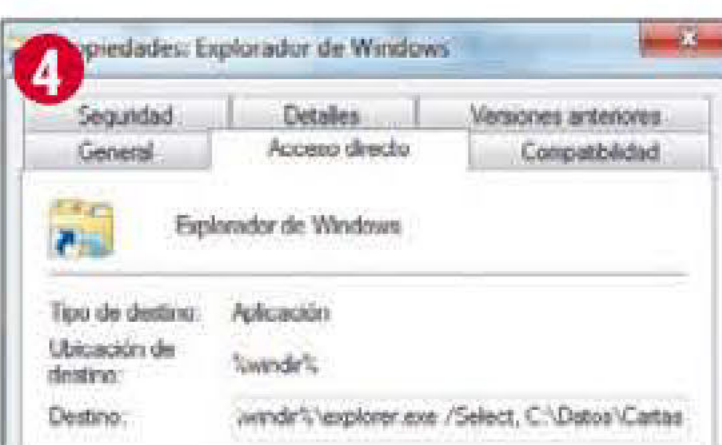 4
piedades: Explorador de Windows
Seguridad Detalles Versiones anteriores
General Acceso directo Compatibilidad
Explorador de Windows
Tipo de destino: Aplicación
Ubicación de destino: %windir%
Destino: windir%\explorer.exe /Select, C:\Datos\Cartas